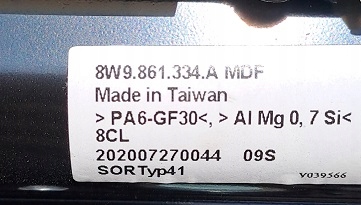 8W9.861.334.A MDF
Made in Taiwan
> PA6-GF30<, > Al Mg 0, 7 Si<
8CL
202007270044 09S
SORTyp41 V039566